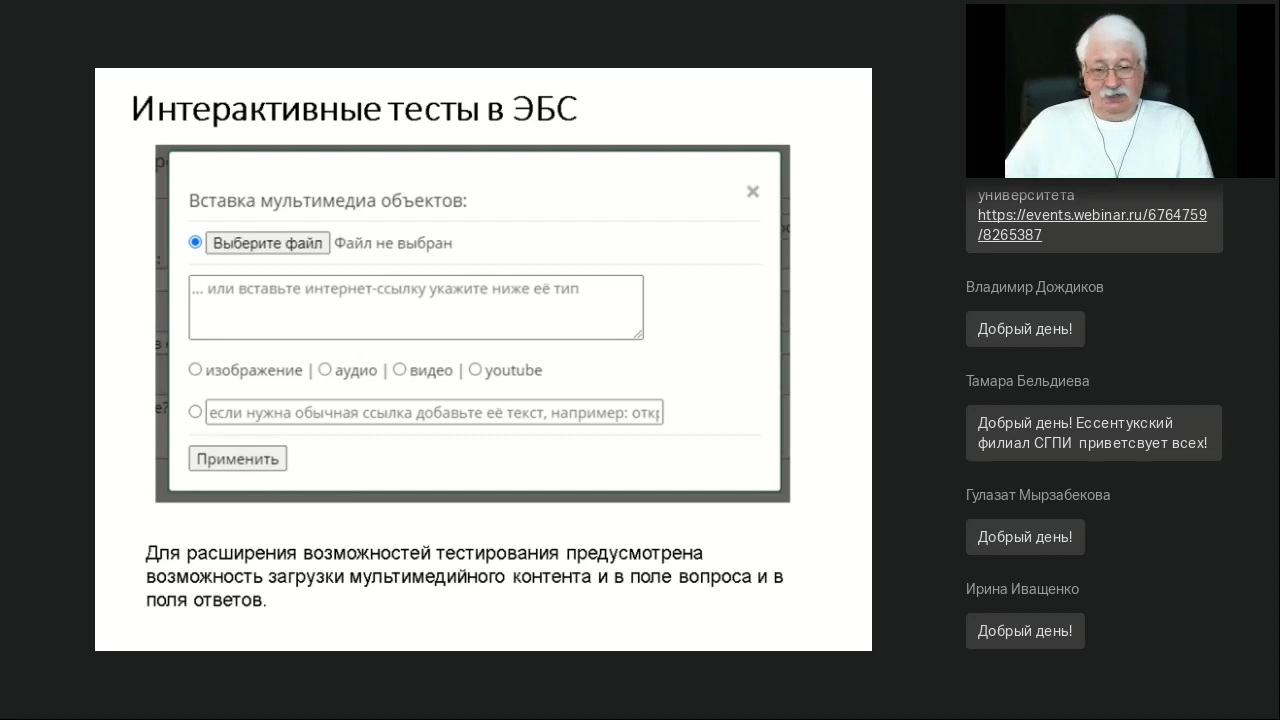 Интерактивные тесты в ЭБС
Вставка мультимедиа объектов:
×
Выберите файл Файл не выбран
... или вставьте интернет-ссылку укажите ниже её тип
изображение | аудио | видео | youtube
если нужна обычная ссылка добавьте её текст, например: откр
Применить
Для расширения возможностей тестирования предусмотрена
возможность загрузки мультимедийного контента и в поле вопроса и в
поля ответов.
университета
https://events.webinar.ru/6764759
/8265387
Владимир Дождиков
Добрый день!
Тамара Бельдиева
Добрый день! Ессентукский
филиал СГПИ приветсвует всех!
Гулазат Мырзабекова
Добрый день!
Ирина Иващенко
Добрый день!